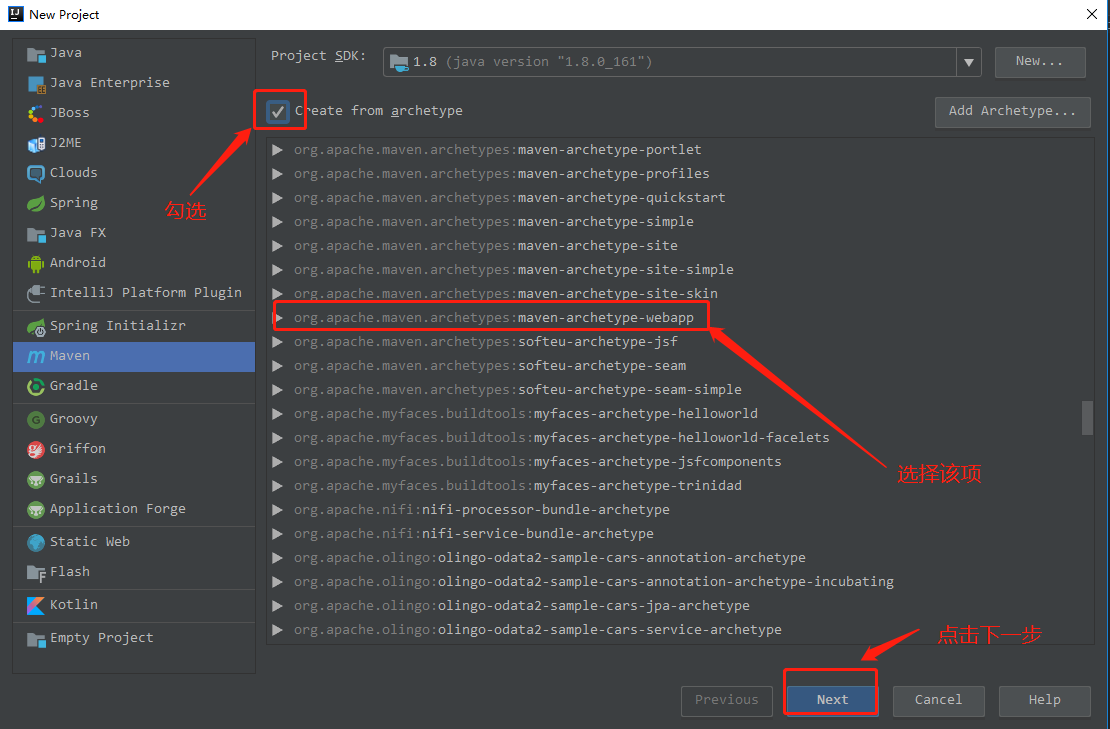 New Project
Java
Java Enterprise
JBoss
J2ME
Clouds
Spring
Java FX
Android
IntelliJ Platform Plugin
Spring Initializr
Maven
Gradle
Groovy
Griffon
Grails
Application Forge
Static Web
Flash
Kotlin
Empty Project
Project SDK:
1.8 (java version "1.8.0_161")
New...
Create from archetype
Add Archetype...
勾选
org.apache.maven.archetypes:maven-archetype-portlet
org.apache.maven.archetypes:maven-archetype-profiles
org.apache.maven.archetypes:maven-archetype-quickstart
org.apache.maven.archetypes:maven-archetype-simple
org.apache.maven.archetypes:maven-archetype-site
org.apache.maven.archetypes:maven-archetype-site-simple
org.apache.maven.archetypes:maven-archetype-site-skin
org.apache.maven.archetypes:maven-archetype-webapp
org.apache.maven.archetypes:softeu-archetype-jsf
org.apache.maven.archetypes:softeu-archetype-seam
org.apache.maven.archetypes:softeu-archetype-seam-simple
org.apache.myfaces.buildtools:myfaces-archetype-helloworld
org.apache.myfaces.buildtools:myfaces-archetype-helloworld-facelets
org.apache.myfaces.buildtools:myfaces-archetype-jsfcomponents
org.apache.myfaces.buildtools:myfaces-archetype-trinidad
org.apache.nifi:nifi-processor-bundle-archetype
org.apache.nifi:nifi-service-bundle-archetype
org.apache.olingo:olingo-odata2-sample-cars-annotation-archetype
org.apache.olingo:olingo-odata2-sample-cars-annotation-archetype-incubating
org.apache.olingo:olingo-odata2-sample-cars-jpa-archetype
org.apache.olingo:olingo-odata2-sample-cars-service-archetype
选择该项
点击下一步
Previous
Next
Cancel
Help